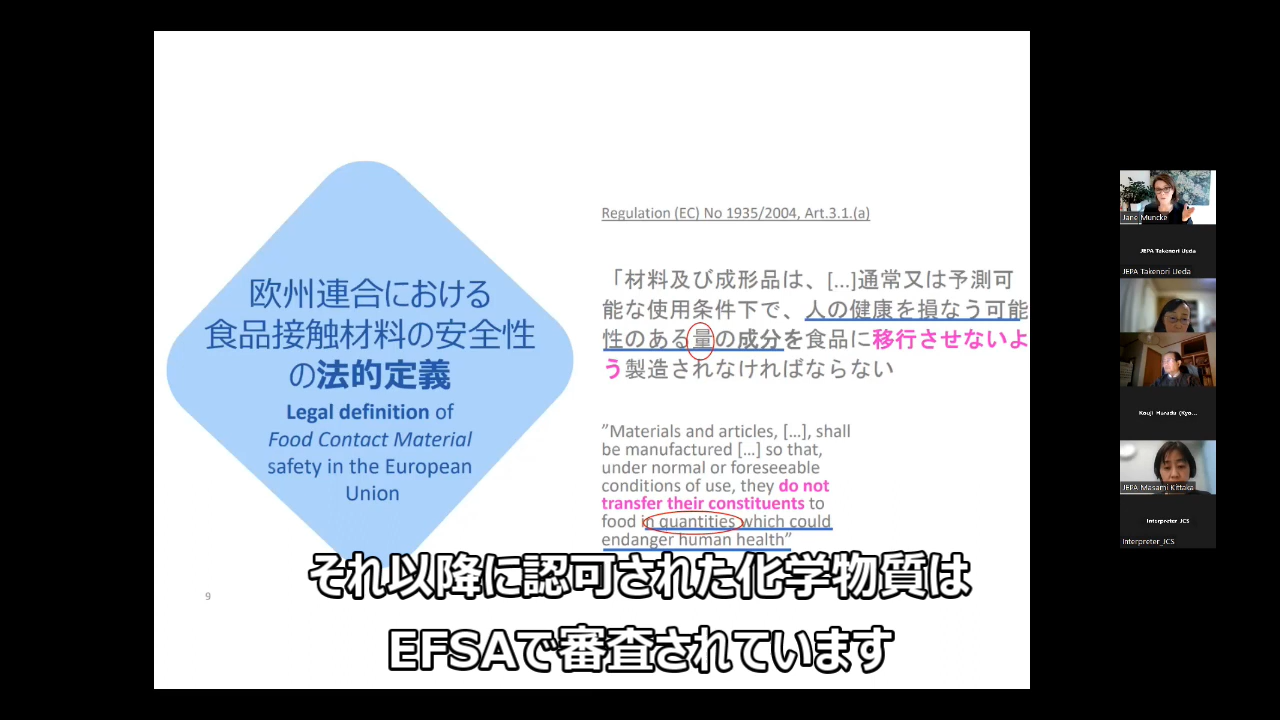 欧州連合における
食品接触材料の安全性
の法的定義
Legal definition of
Food Contact Material
safety in the European
Union
Regulation (EC) No 1935/2004, Art.3.1.(a)
「材料及び成形品は、[...]通常又は予測可
能な使用条件下で、人の健康を損なう可能
性のある量の成分を食品に移行させないよ
う製造されなければならない
”Materials and articles, […], shall
be manufactured […] so that,
under normal or foreseeable
conditions of use, they do not
transfer their constituents to
food in quantities which could
endanger human health”
9
それ以降に認可された化学物質は
EFSAで審査されています
Jane Muncke
JEPA Takenori Ueda
JEPA Takenori Ueda
Kouji Harada (Kyo...
JEPA Masami Kittaka
Interpreter JCS
Interpreter_JCS